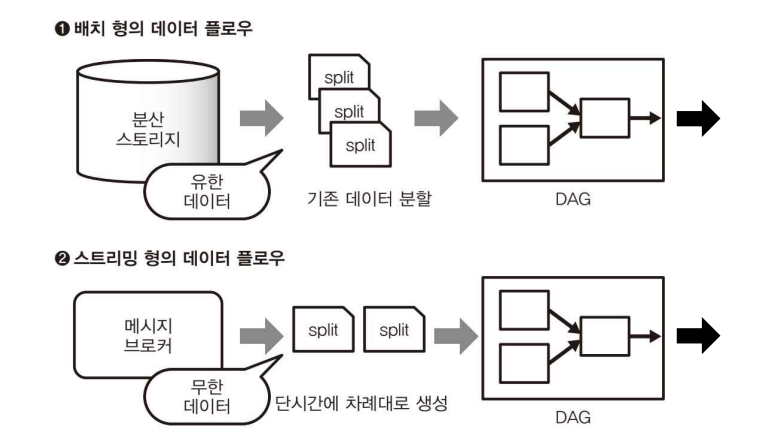 ❶ 배치 형의 데이터 플로우
분산
스토리지
유한
데이터
split
split
split
기존 데이터 분할
DAG
❷ 스트리밍 형의 데이터 플로우
메시지
브로커
무한
데이터
split
split
단시간에 차례대로 생성
DAG